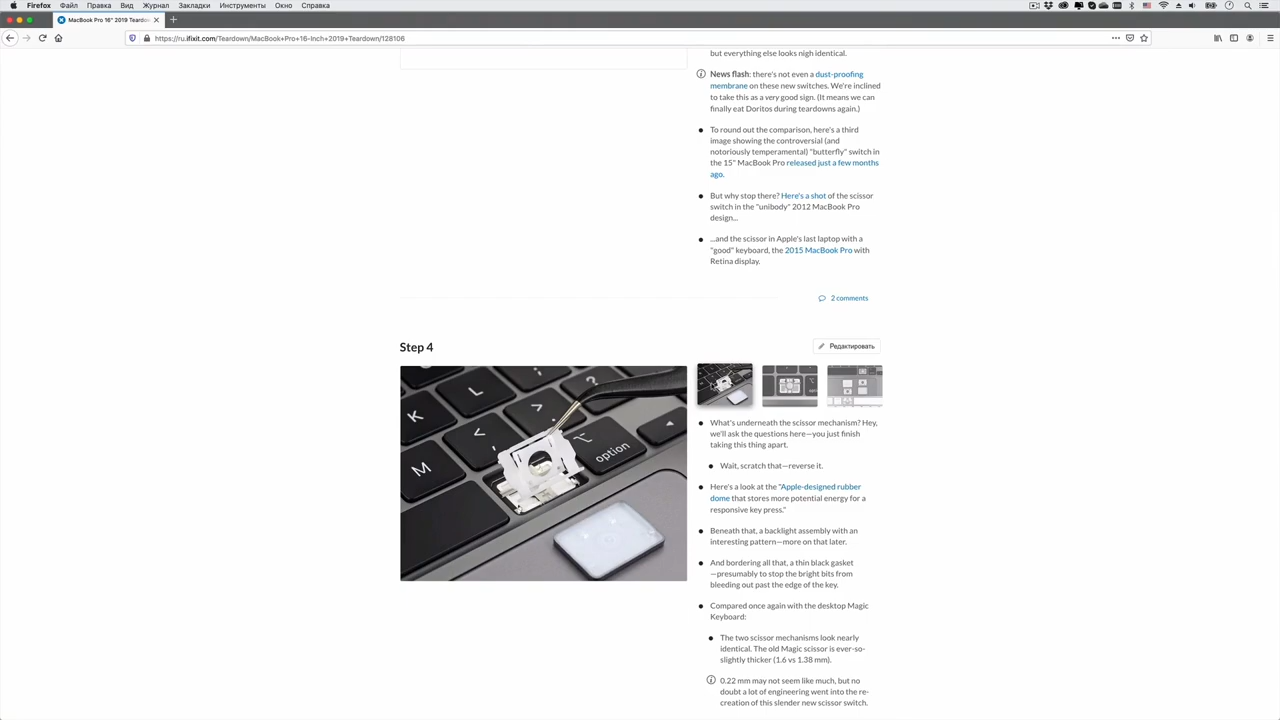 Firefox Файл Правка Вид Журнал Закладки Инструменты Окно Справка
MacBook Pro 16" 2019 Teardow
https://ru.ifixit.com/Teardown/MacBook+Pro+16-Inch+2019+Teardown/128106
but everything else looks nigh identical.
News flash: there's not even a dust-proofing
membrane on these new switches. We're inclined
to take this as a very good sign. (It means we can
finally eat Doritos during teardowns again.)
To round out the comparison, here's a third
image showing the controversial (and
notoriously temperamental) "butterfly" switch in
the 15" MacBook Pro released just a few months
ago.
But why stop there? Here's a shot of the scissor
switch in the "unibody" 2012 MacBook Pro
design...
...and the scissor in Apple's last laptop with a
"good" keyboard, the 2015 MacBook Pro with
Retina display.
2 comments
Step 4
Редактировать
K
L
M
<
,
>
.
?
option
What's underneath the scissor mechanism? Hey,
we'll ask the questions here—you just finish
taking this thing apart.
Wait, scratch that—reverse it.
Here's a look at the "Apple-designed rubber
dome that stores more potential energy for a
responsive key press."
Beneath that, a backlight assembly with an
interesting pattern—more on that later.
And bordering all that, a thin black gasket
—presumably to stop the bright bits from
bleeding out past the edge of the key.
Compared once again with the desktop Magic
Keyboard:
The two scissor mechanisms look nearly
identical. The old Magic scissor is ever-so-
slightly thicker (1.6 vs 1.38 mm).
0.22 mm may not seem like much, but no
doubt a lot of engineering went into the re-
creation of this slender new scissor switch.